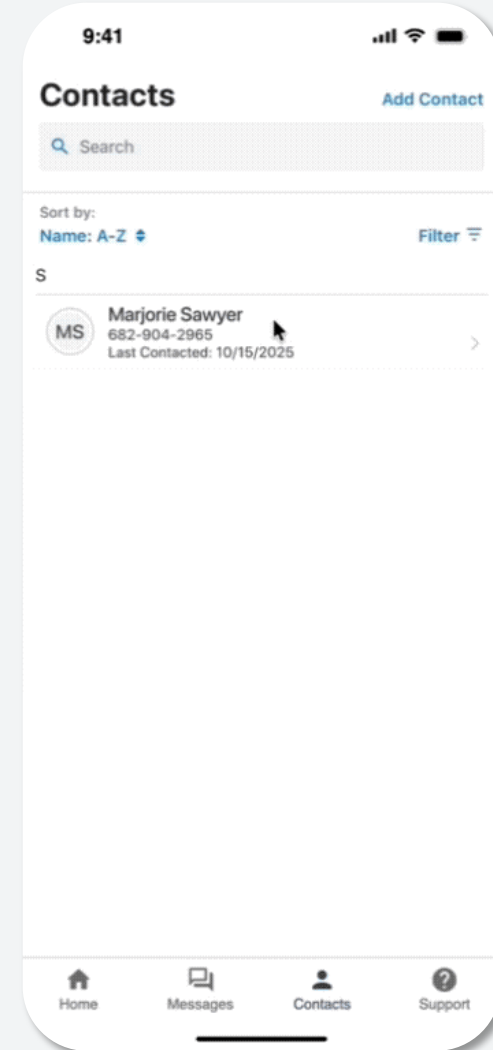 9:41
Contacts
Add Contact
Search
Sort by:
Name: A-Z
Filter
S
MS
Marjorie Sawyer
682-904-2965
Last Contacted: 10/15/2025
Home
Messages
Contacts
Support